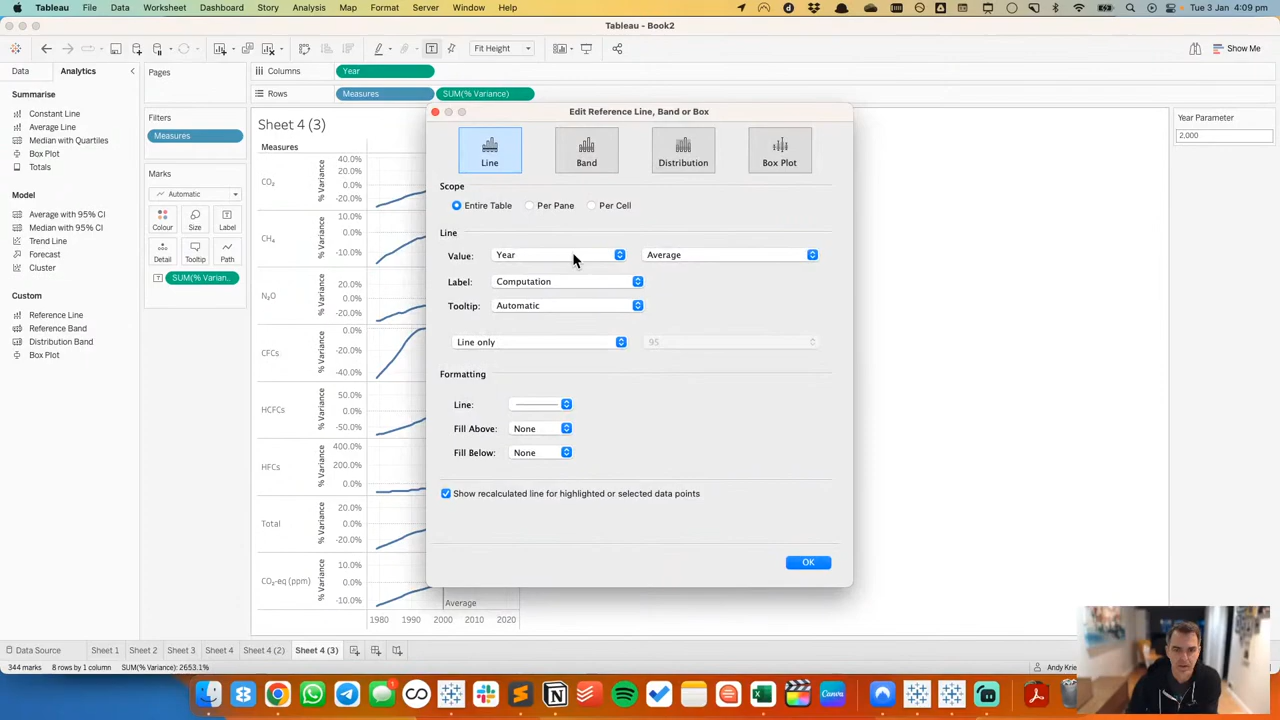 Tableau File Data Worksheet Dashboard Story Analysis Map Format Server Window Help Tue 3 Jan 4:09 pm
Tableau - Book2
Fit Height Show Me
Data Analytics
Pages
Columns Year
Rows Measures SUM(% Variance)
Summarise
Constant Line
Average Line
Median with Quartiles
Box Plot
Totals
Model
Average with 95% CI
Median with 95% CI
Trend Line
Forecast
Cluster
Custom
Reference Line
Reference Band
Distribution Band
Box Plot
Filters
Measures
Marks
Automatic
Colour Size Label
Detail Tooltip Path
SUM(% Varian..
Sheet 4 (3)
Measures
CO₂ % Variance 40.0% 20.0% 0.0% -20.0%
CH₄ % Variance 10.0% 0.0% -10.0%
N₂O % Variance 20.0% 0.0% -20.0%
CFCs % Variance 0.0% -20.0% -40.0%
HCFCs % Variance 50.0% 0.0% -50.0%
HFCs % Variance 400.0% 200.0% 0.0%
Total % Variance 20.0% 0.0% -20.0%
CO₂-eq (ppm) % Variance 10.0% 0.0% -10.0%
Average
1980 1990 2000 2010 2020
Edit Reference Line, Band or Box
Line Band Distribution Box Plot
Scope
Entire Table Per Pane Per Cell
Line
Value: Year Average
Label: Computation
Tooltip: Automatic
Line only 95
Formatting
Line:
Fill Above: None
Fill Below: None
Show recalculated line for highlighted or selected data points
OK
Year Parameter
2,000
Data Source Sheet 1 Sheet 2 Sheet 3 Sheet 4 Sheet 4 (2) Sheet 4 (3)
344 marks 8 rows by 1 column SUM(% Variance): 2653.1% Andy Krie
Canva